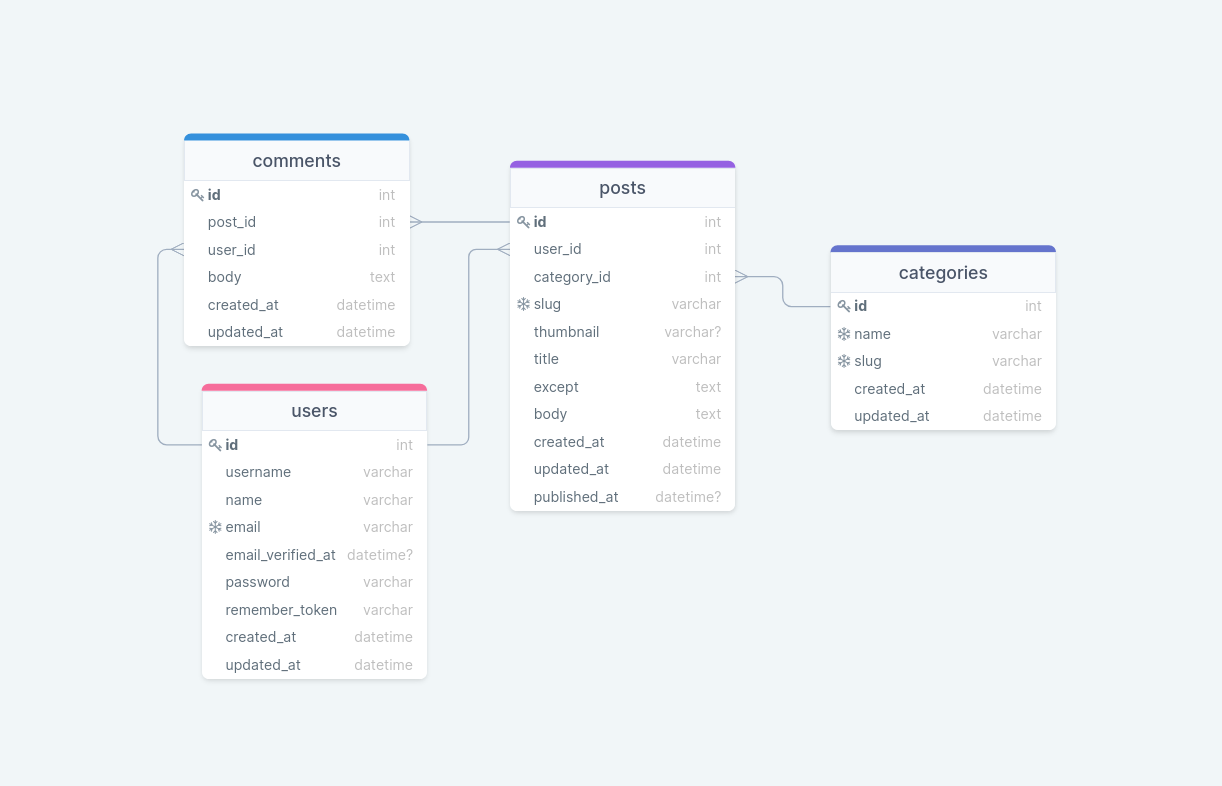 comments
id int
post_id int
user_id int
body text
created_at datetime
updated_at datetime
users
id int
username varchar
name varchar
email varchar
email_verified_at datetime?
password varchar
remember_token varchar
created_at datetime
updated_at datetime
posts
id int
user_id int
category_id int
slug varchar
thumbnail varchar?
title varchar
except text
body text
created_at datetime
updated_at datetime
published_at datetime?
categories
id int
name varchar
slug varchar
created_at datetime
updated_at datetime